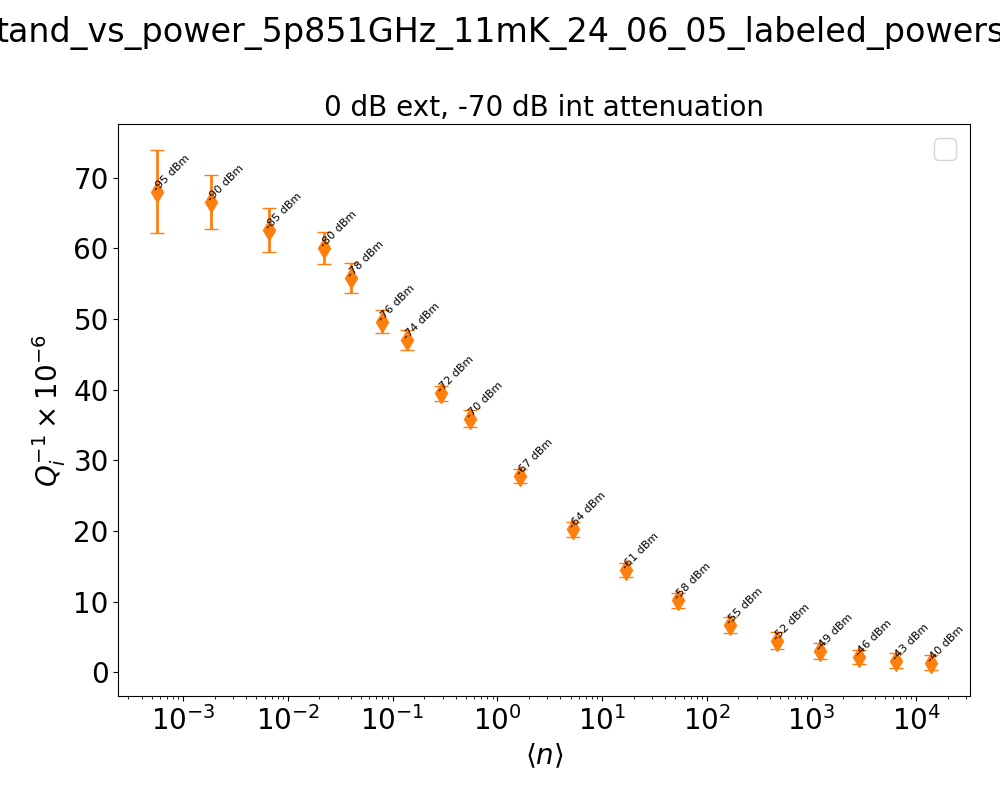 tand_vs_power_5p851GHz_11mK_24_06_05_labeled_powers
0 dB ext, -70 dB int attenuation
70
60
50
40
30
20
10
0
Q_i^{-1} × 10^{-6}
-95 dBm
-90 dBm
-85 dBm
-80 dBm
-78 dBm
-76 dBm
-74 dBm
-72 dBm
-70 dBm
-67 dBm
-64 dBm
-61 dBm
-58 dBm
-55 dBm
-52 dBm
-49 dBm
-46 dBm
-43 dBm
-40 dBm
10^{-3} 10^{-2} 10^{-1} 10^{0} 10^{1} 10^{2} 10^{3} 10^{4}
⟨n⟩